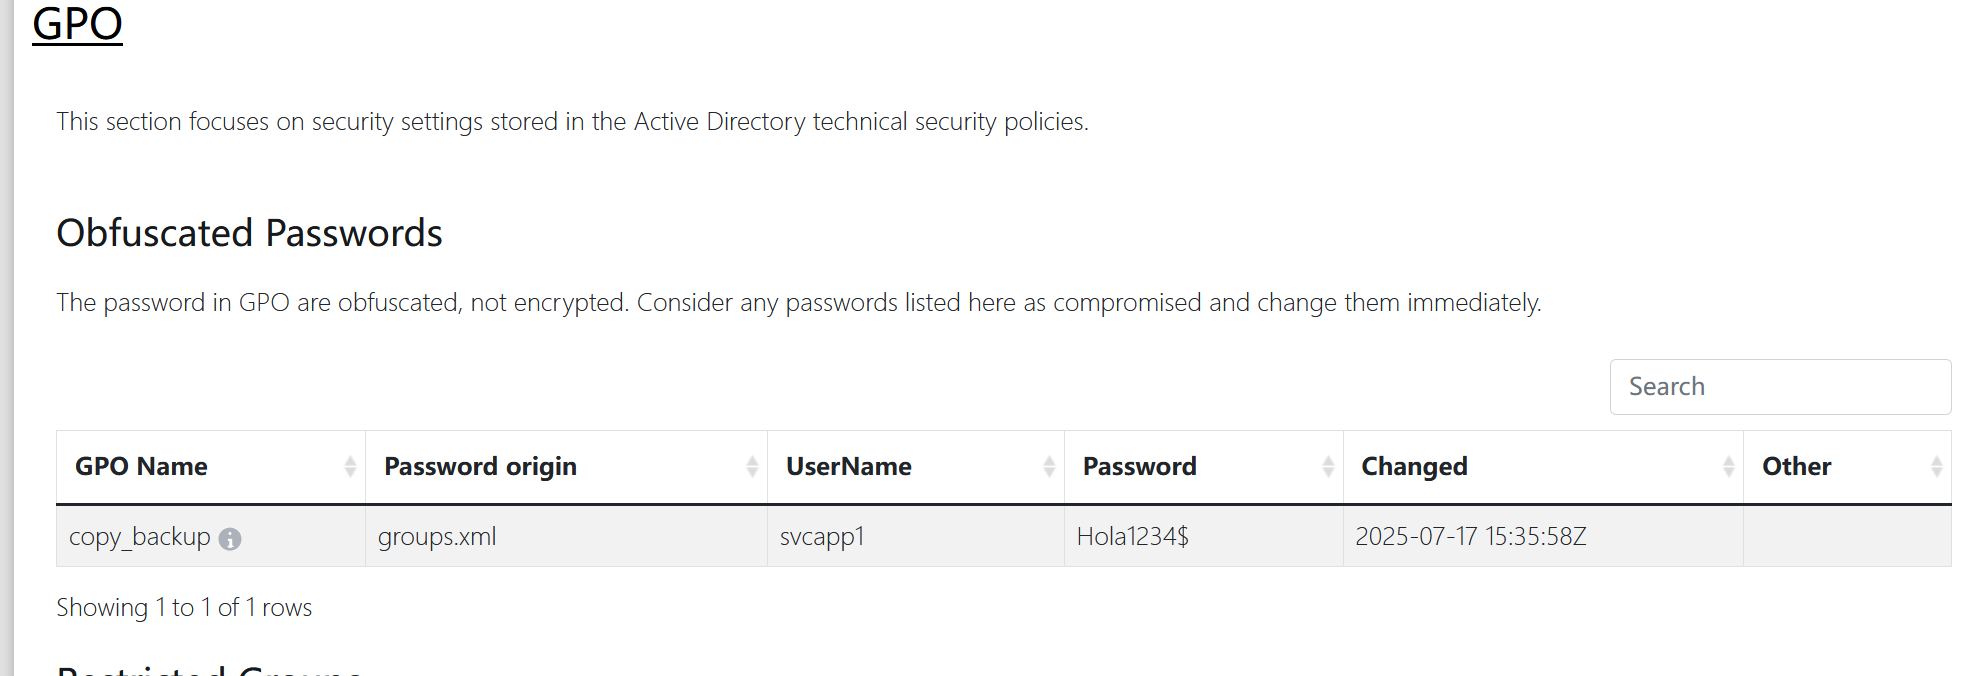 GPO
This section focuses on security settings stored in the Active Directory technical security policies.
Obfuscated Passwords
The password in GPO are obfuscated, not encrypted. Consider any passwords listed here as compromised and change them immediately.
Search
GPO Name Password origin UserName Password Changed Other
copy_backup groups.xml svcapp1 Hola1234$ 2025-07-17 15:35:58Z
Showing 1 to 1 of 1 rows
Restricted Groups